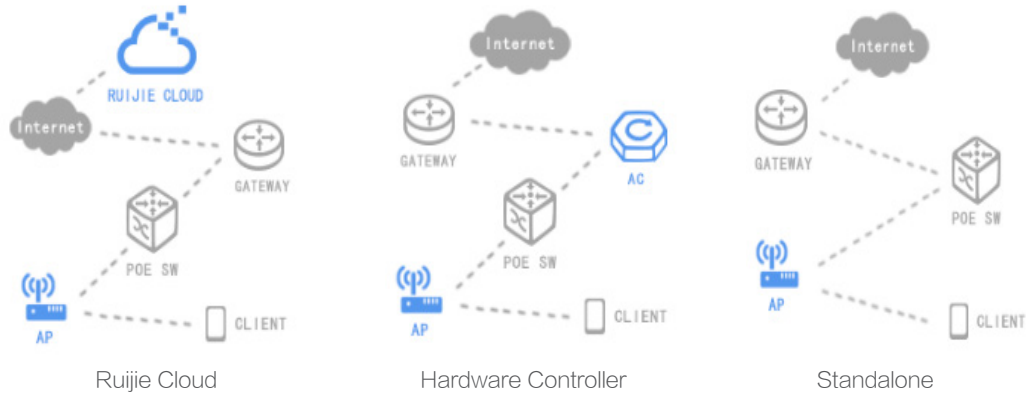 RUIJIE CLOUD
Internet
GATEWAY
POE SW
AP
CLIENT
Ruijie Cloud
Internet
GATEWAY
AC
POE SW
AP
CLIENT
Hardware Controller
Internet
GATEWAY
POE SW
AP
CLIENT
Standalone